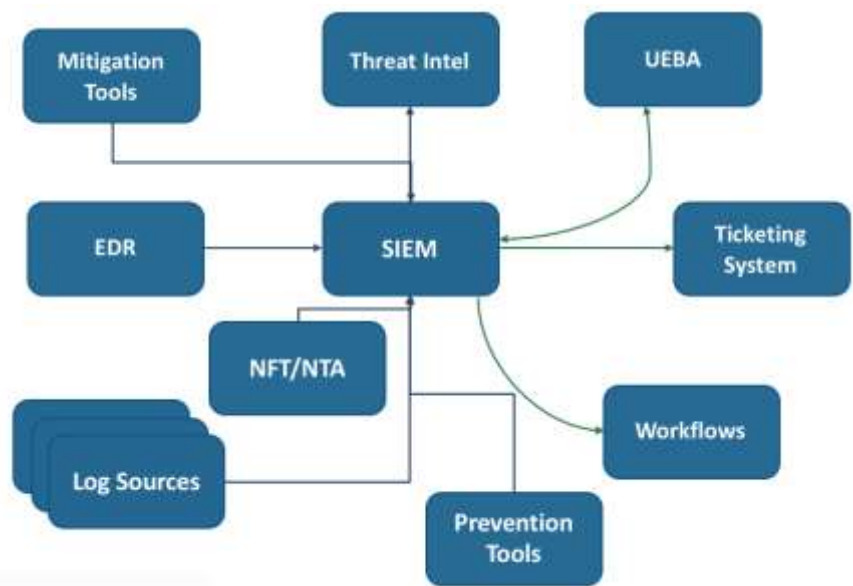 Mitigation
Tools
Threat Intel
UEBA
EDR
SIEM
Ticketing
System
NFT/NTA
Workflows
Log Sources
Prevention
Tools